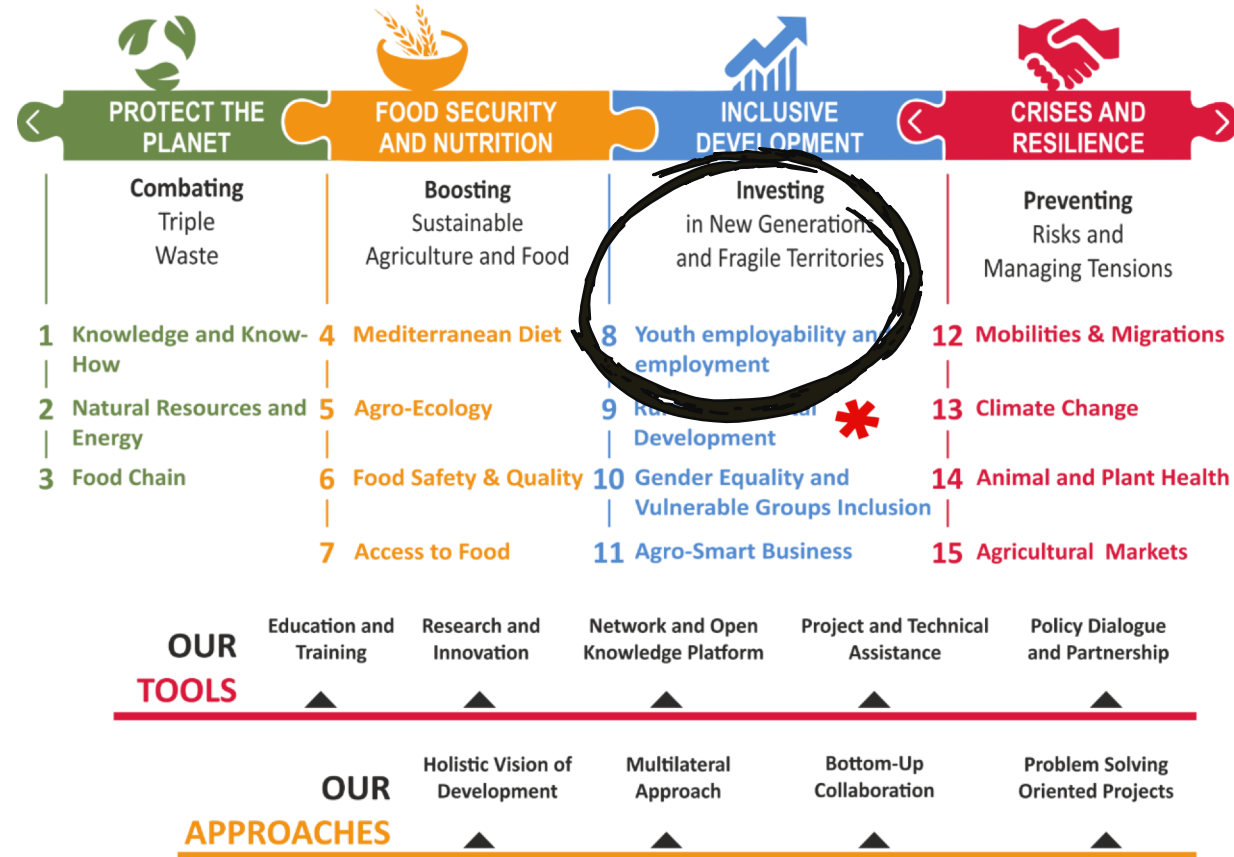 PROTECT THE
PLANET
FOOD SECURITY
AND NUTRITION
INCLUSIVE
DEVELOPMENT
CRISES AND
RESILIENCE
Combating
Triple
Waste
Boosting
Sustainable
Agriculture and Food
Investing
in New Generations
and Fragile Territories
Preventing
Risks and
Managing Tensions
1 Knowledge and Know-
How
2 Natural Resources and
Energy
3 Food Chain
4 Mediterranean Diet
5 Agro-Ecology
6 Food Safety & Quality
7 Access to Food
8 Youth employability and
employment
9
Development
10 Gender Equality and
Vulnerable Groups Inclusion
11 Agro-Smart Business
12 Mobilities & Migrations
13 Climate Change
14 Animal and Plant Health
15 Agricultural Markets
OUR
TOOLS
Education and
Training
Research and
Innovation
Network and Open
Knowledge Platform
Project and Technical
Assistance
Policy Dialogue
and Partnership
OUR
APPROACHES
Holistic Vision of
Development
Multilateral
Approach
Bottom-Up
Collaboration
Problem Solving
Oriented Projects